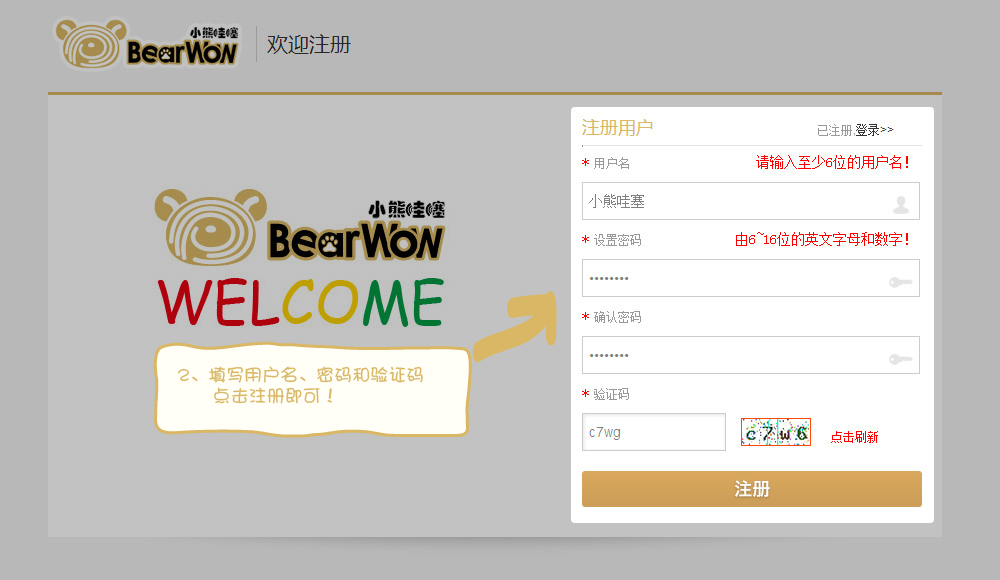 小熊哇塞
BearWow
欢迎注册
小熊哇塞
BearWow
WELCOME
2、填写用户名、密码和验证码
点击注册即可！
注册用户
已注册,登录>>
* 用户名
请输入至少6位的用户名！
小熊哇塞
* 设置密码
由6~16位的英文字母和数字！
••••••••
* 确认密码
••••••••
* 验证码
c7wg
c7w6
点击刷新
注册